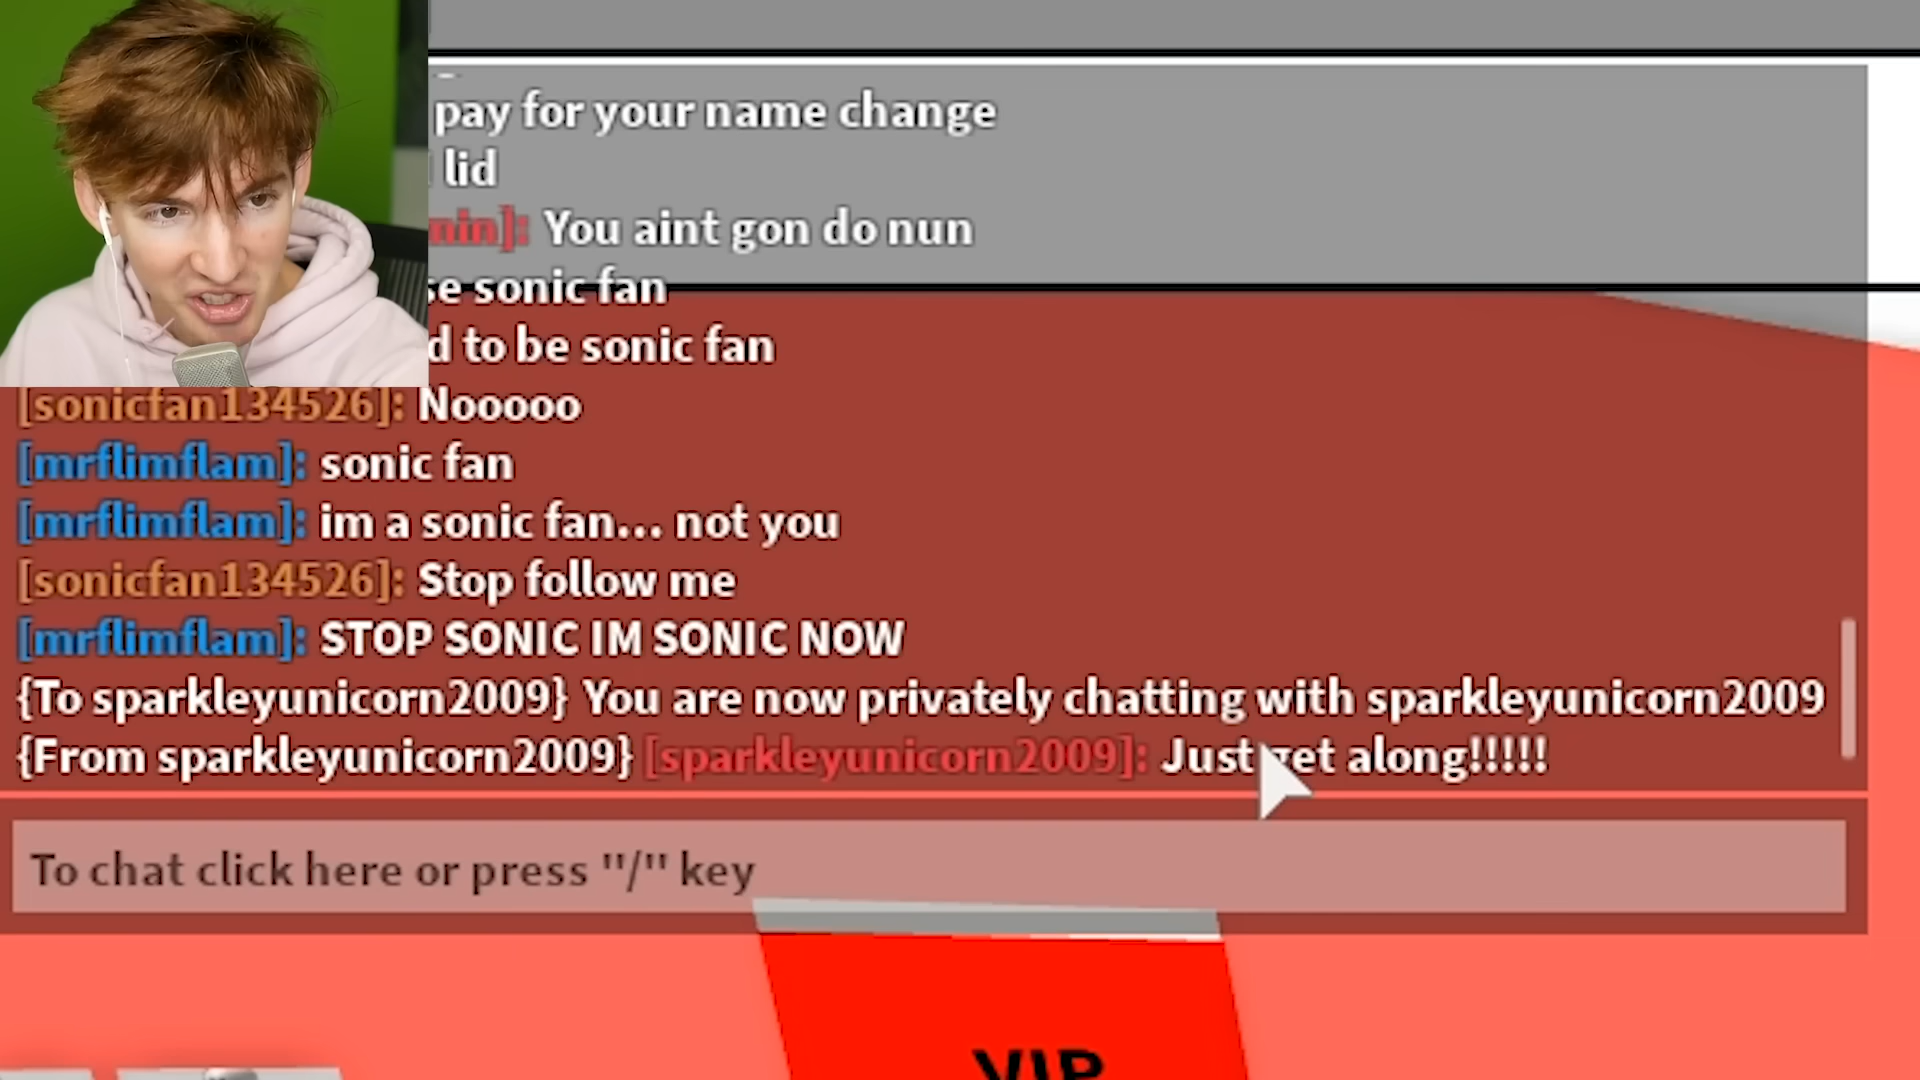 pay for your name change
lid
You aint gon do nun
sonic fan
to be sonic fan
[sonicfan134526]: Nooooo
[mrflimflam]: sonic fan
[mrflimflam]: im a sonic fan... not you
[sonicfan134526]: Stop follow me
[mrflimflam]: STOP SONIC IM SONIC NOW
{To sparkleyunicorn2009} You are now privately chatting with sparkleyunicorn2009
{From sparkleyunicorn2009} [sparkleyunicorn2009]: Just get along!!!!!
To chat click here or press "/" key
VIP